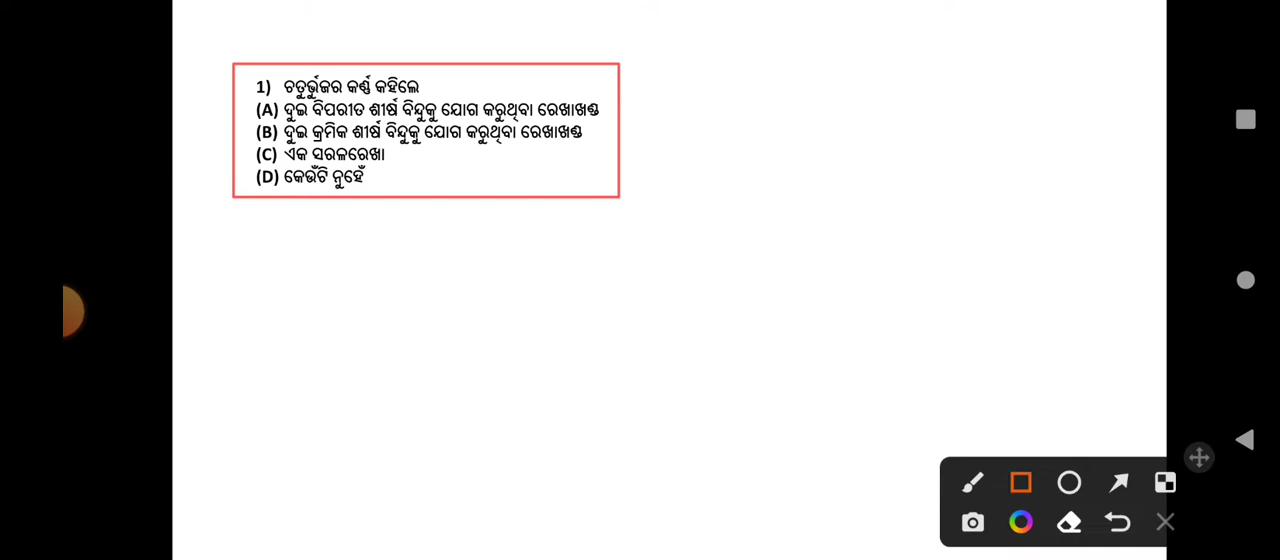 1) ଚତୁର୍ଭୁଜର କର୍ଣ୍ଣ କହିଲେ
(A) ଦୁଇ ବିପରୀତ ଶୀର୍ଷ ବିନ୍ଦୁକୁ ଯୋଗ କରୁଥିବା ରେଖାଖଣ୍ଡ
(B) ଦୁଇ କ୍ରମିକ ଶୀର୍ଷ ବିନ୍ଦୁକୁ ଯୋଗ କରୁଥିବା ରେଖାଖଣ୍ଡ
(C) ଏକ ସରଳରେଖା
(D) କେଉଁଟି ନୁହେଁ